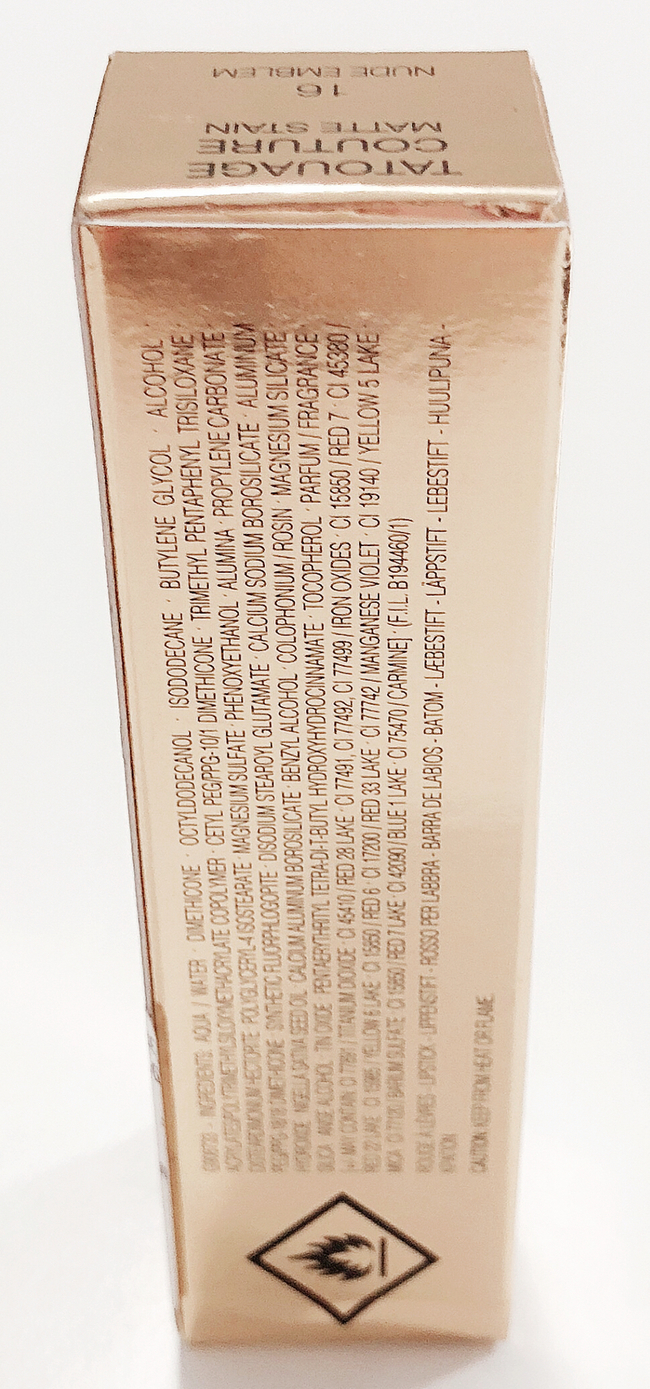 TATOUAGE
COUTURE
MATTE STAIN
16
NUDE EMBLEM
INGREDIENTS: AQUA / WATER · DIMETHICONE · OCTYLDODECANOL · ISODODECANE · BUTYLENE GLYCOL · ALCOHOL ·
ACRYLATES/POLYTRIMETHYLSILOXYMETHACRYLATE COPOLYMER · CETYL PEG/PPG-10/1 DIMETHICONE · TRIMETHYL PENTAPHENYL TRISILOXANE ·
DISTEARDIMONIUM HECTORITE · POLYGLYCERYL-4 ISOSTEARATE · MAGNESIUM SULFATE · PHENOXYETHANOL · ALUMINA · PROPYLENE CARBONATE ·
PEG/PPG-18/18 DIMETHICONE · SYNTHETIC FLUORPHLOGOPITE · DISODIUM STEAROYL GLUTAMATE · CALCIUM SODIUM BOROSILICATE · ALUMINUM
HYDROXIDE · NIGELLA SATIVA SEED OIL · CALCIUM ALUMINUM BOROSILICATE · BENZYL ALCOHOL · COLOPHONIUM / ROSIN · MAGNESIUM SILICATE ·
SILICA · ANISE ALCOHOL · TIN OXIDE · PENTAERYTHRITYL TETRA-DI-T-BUTYL HYDROXYHYDROCINNAMATE · TOCOPHEROL · PARFUM / FRAGRANCE ·
[+/- MAY CONTAIN: CI 77891 / TITANIUM DIOXIDE · CI 45410 / RED 28 LAKE · CI 77491, CI 77492, CI 77499 / IRON OXIDES · CI 15850 / RED 7 · CI 45380 /
RED 22 LAKE · CI 15985 / YELLOW 6 LAKE · CI 15850 / RED 6 · CI 17200 / RED 33 LAKE · CI 77742 / MANGANESE VIOLET · CI 19140 / YELLOW 5 LAKE ·
MICA · CI 77120 / BARIUM SULFATE · CI 15850 / RED 7 LAKE · CI 42090 / BLUE 1 LAKE · CI 75470 / CARMINE]. (F.I.L. B194460/1)
ROUGE À LÈVRES - LIPSTICK - LIPPENSTIFT - ROSSO PER LABBRA - BARRA DE LABIOS - BATOM - LÆBESTIFT - LÄPPSTIFT - LEBESTIFT - HUULIPUNA -
CAUTION: KEEP FROM HEAT OR FLAME.